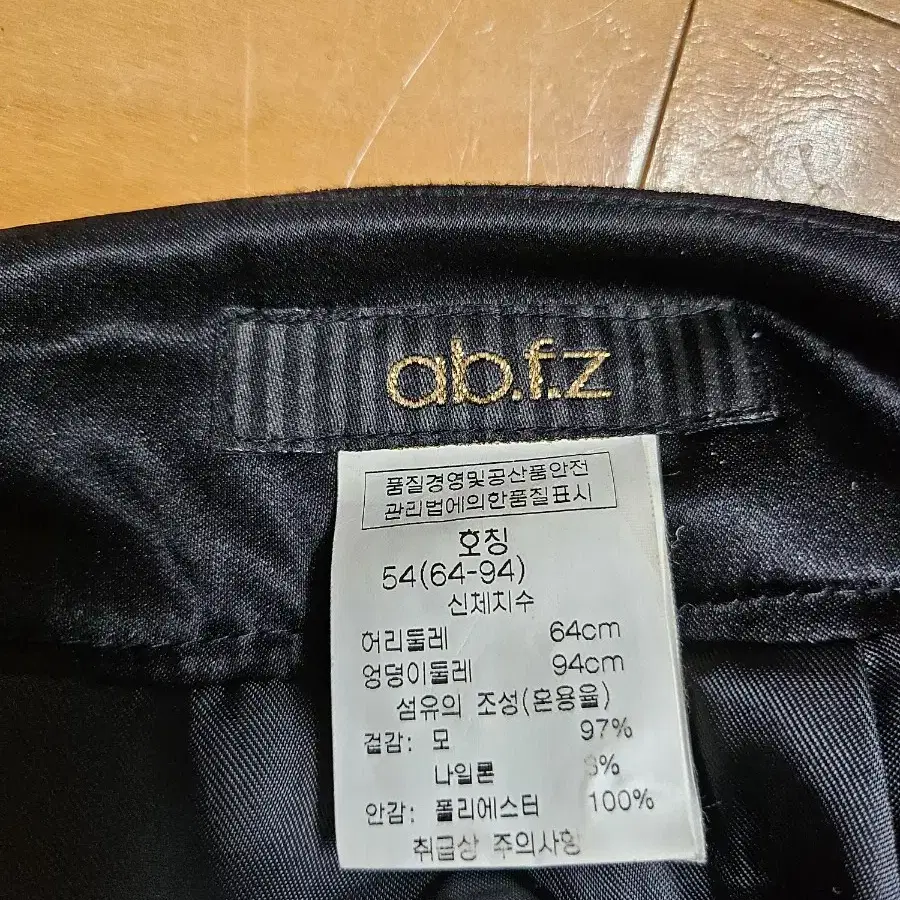 ab.f.z
품질경영및공산품안전
관리법에의한품질표시
호칭
54(64-94)
신체치수
허리둘레 64cm
엉덩이둘레 94cm
섬유의 조성(혼용율)
겉감: 모 97%
나일론 3%
안감: 폴리에스터 100%
취급상 주의사항